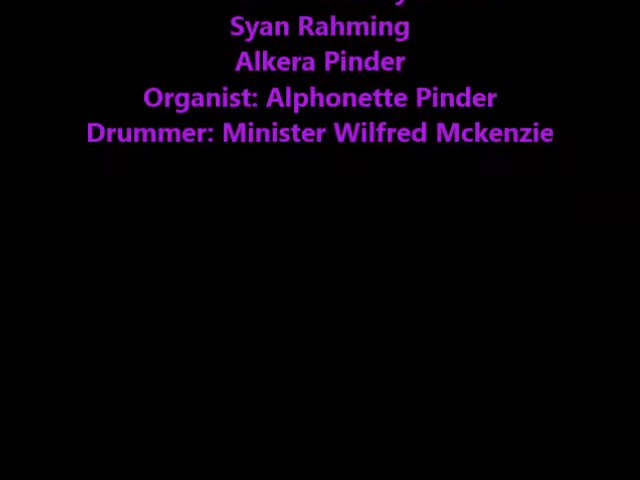 Syan Rahming
Alkera Pinder
Organist: Alphonette Pinder
Drummer: Minister Wilfred Mckenzie